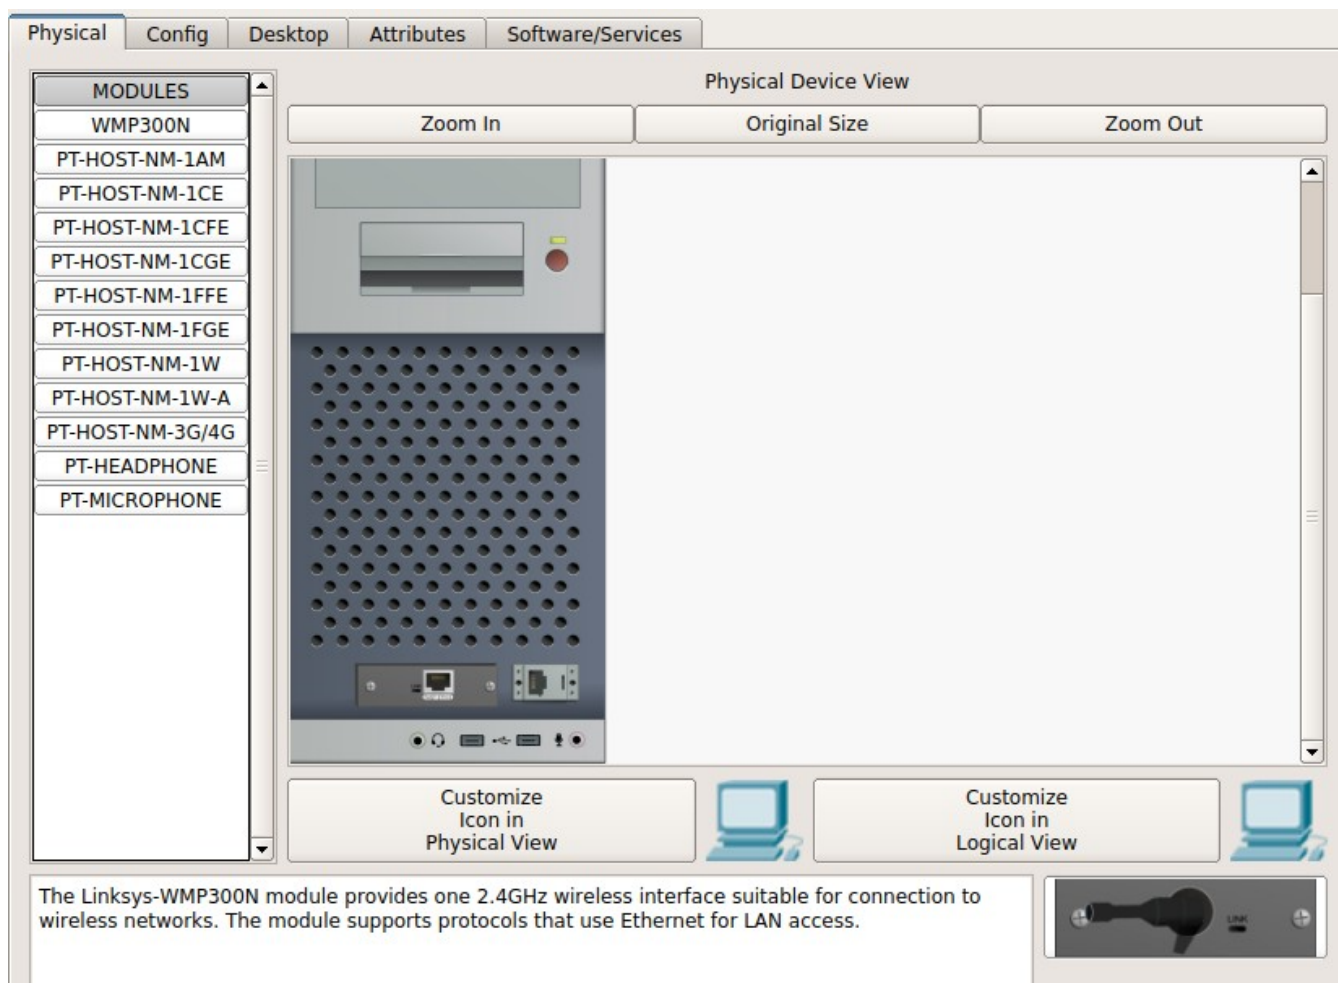 Physical
Config
Desktop
Attributes
Software/Services
MODULES
WMP300N
PT-HOST-NM-1AM
PT-HOST-NM-1CE
PT-HOST-NM-1CFE
PT-HOST-NM-1CGE
PT-HOST-NM-1FFE
PT-HOST-NM-1FGE
PT-HOST-NM-1W
PT-HOST-NM-1W-A
PT-HOST-NM-3G/4G
PT-HEADPHONE
PT-MICROPHONE
Physical Device View
Zoom In
Original Size
Zoom Out
Customize
Icon in
Physical View
Customize
Icon in
Logical View
The Linksys-WMP300N module provides one 2.4GHz wireless interface suitable for connection to
wireless networks. The module supports protocols that use Ethernet for LAN access.
LINK